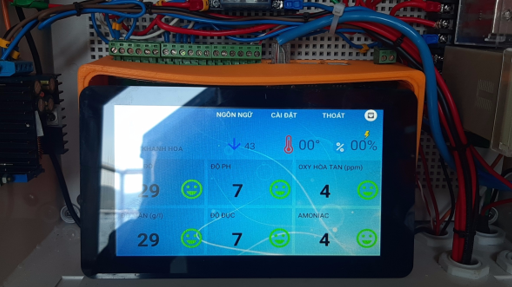 NGÔN NGỮ CÀI ĐẶT THOÁT
43 00° % 00%
ĐỘ PH OXY HÒA TAN (ppm)
29 7 4
(g/l) ĐỘ ĐỤC AMONIAC
29 7 4